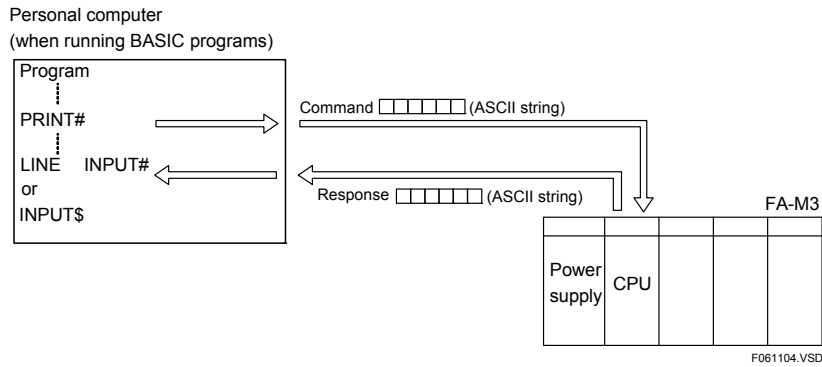 Personal computer
(when running BASIC programs)
Program
PRINT#
LINE INPUT#
or
INPUT$
Command (ASCII string)
Response (ASCII string)
FA-M3
Power
supply
CPU
F061104.VSD